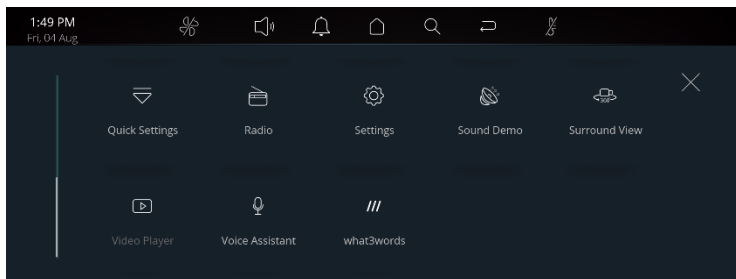 1:49 PM
Fri, 04 Aug
Quick Settings
Radio
Settings
Sound Demo
Surround View
360°
Video Player
Voice Assistant
what3words